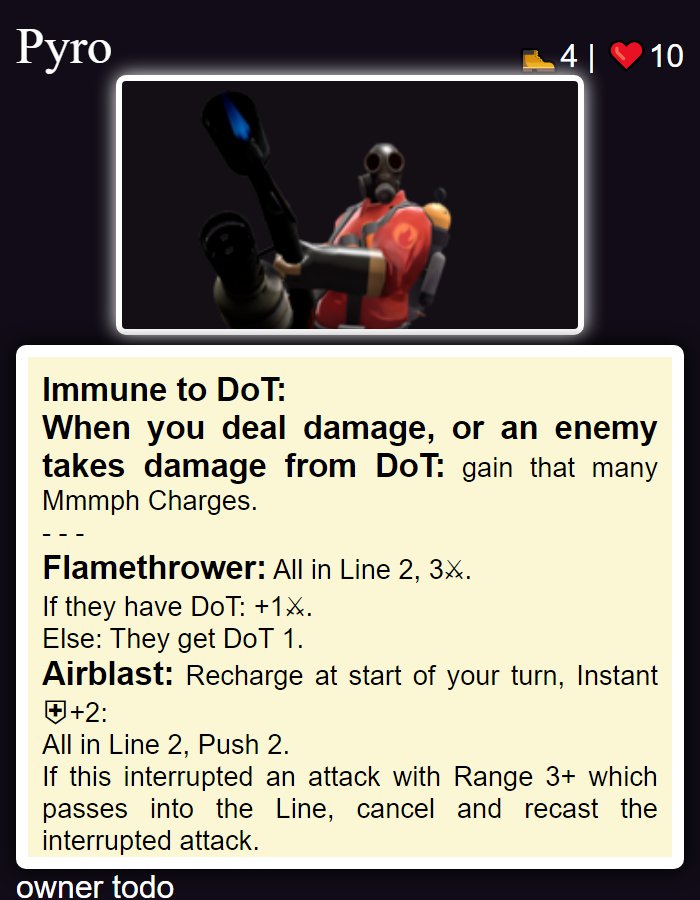 Pyro
🥾4 | ❤️10
Immune to DoT:
When you deal damage, or an enemy
takes damage from DoT: gain that many
Mmmph Charges.
- - -
Flamethrower: All in Line 2, 3⚔.
If they have DoT: +1⚔.
Else: They get DoT 1.
Airblast: Recharge at start of your turn, Instant
⛨+2:
All in Line 2, Push 2.
If this interrupted an attack with Range 3+ which
passes into the Line, cancel and recast the
interrupted attack.
owner todo